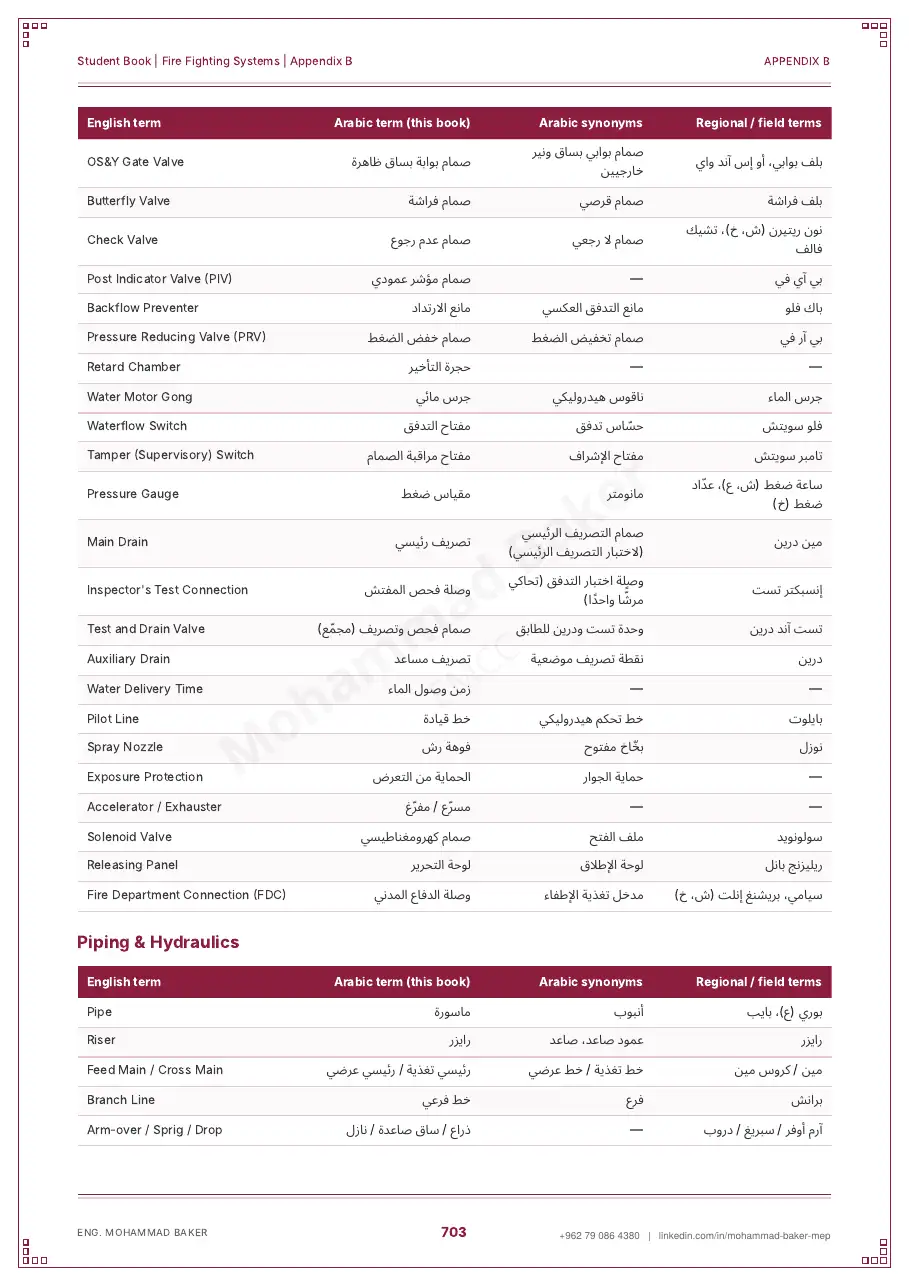 Student Book | Fire Fighting Systems | Appendix B
APPENDIX B
English term Arabic term (this book) Arabic synonyms Regional / field terms
OS&Y Gate Valve صمام بوابة بساق ظاهرة صمام بوابي بساق ونير خارجيين بلف بوابي، أو إس آند واي
Butterfly Valve صمام فراشة صمام قرصي بلف فراشة
Check Valve صمام عدم رجوع صمام لا رجعي نون ريتيرن (ش، خ)، تشيك فالف
Post Indicator Valve (PIV) صمام مؤشر عمودي — بي آي في
Backflow Preventer مانع الارتداد مانع التدفق العكسي باك فلو
Pressure Reducing Valve (PRV) صمام خفض الضغط صمام تخفيض الضغط بي آر في
Retard Chamber حجرة التأخير — —
Water Motor Gong جرس مائي ناقوس هيدروليكي جرس الماء
Waterflow Switch مفتاح التدفق حسّاس تدفق فلو سويتش
Tamper (Supervisory) Switch مفتاح مراقبة الصمام مفتاح الإشراف تامبر سويتش
Pressure Gauge مقياس ضغط مانومتر ساعة ضغط (ش، ع)، عدّاد ضغط (خ)
Main Drain تصريف رئيسي صمام التصريف الرئيسي (لاختبار التصريف الرئيسي) مين درين
Inspector's Test Connection وصلة فحص المفتش وصلة اختبار التدفق (تحاكي مرشًّا واحدًا) إنسبكتر تست
Test and Drain Valve صمام فحص وتصريف (مجمّع) وحدة تست ودرين للطابق تست آند درين
Auxiliary Drain تصريف مساعد نقطة تصريف موضعية درين
Water Delivery Time زمن وصول الماء — —
Pilot Line خط قيادة خط تحكم هيدروليكي بايلوت
Spray Nozzle فوهة رش بخّاخ مفتوح نوزل
Exposure Protection الحماية من التعرض حماية الجوار —
Accelerator / Exhauster مسرّع / مفرّغ — —
Solenoid Valve صمام كهرومغناطيسي ملف الفتح سولونويد
Releasing Panel لوحة التحرير لوحة الإطلاق ريليزنج بانل
Fire Department Connection (FDC) وصلة الدفاع المدني مدخل تغذية الإطفاء سيامي، بريشنغ إنلت (ش، خ)
Piping & Hydraulics
English term Arabic term (this book) Arabic synonyms Regional / field terms
Pipe ماسورة أنبوب بوري (ع)، بايب
Riser رايزر عمود صاعد، صاعد رايزر
Feed Main / Cross Main رئيسي تغذية / رئيسي عرضي خط تغذية / خط عرضي مين / كروس مين
Branch Line خط فرعي فرع برانش
Arm-over / Sprig / Drop ذراع / ساق صاعدة / نازل — آرم أوفر / سبريغ / دروب
Mohammad Baker
ENG. MOHAMMAD BAKER
703
+962 79 086 4380 | linkedin.com/in/mohammad-baker-mep